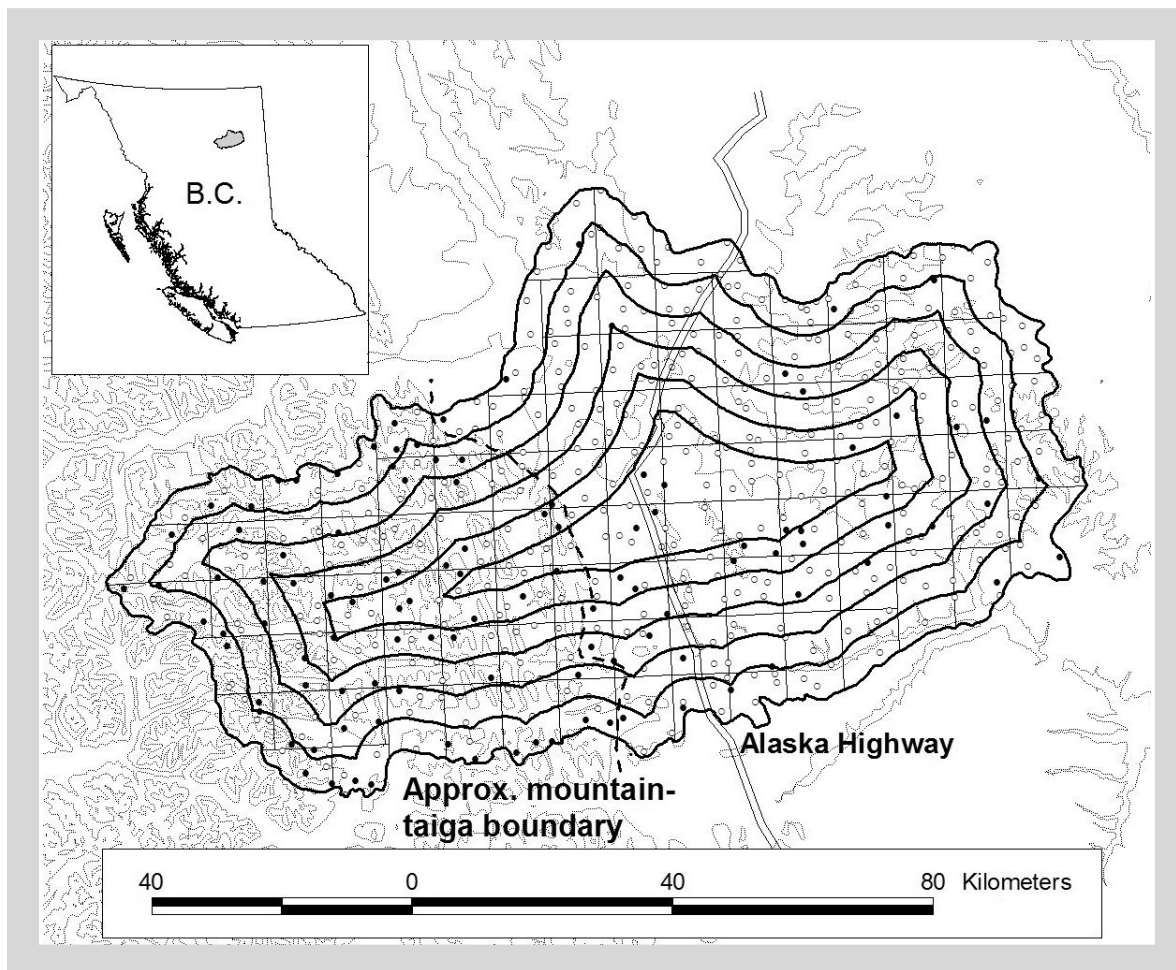 B.C.
Alaska Highway
Approx. mountain-
taiga boundary
40 0 40 80 Kilometers